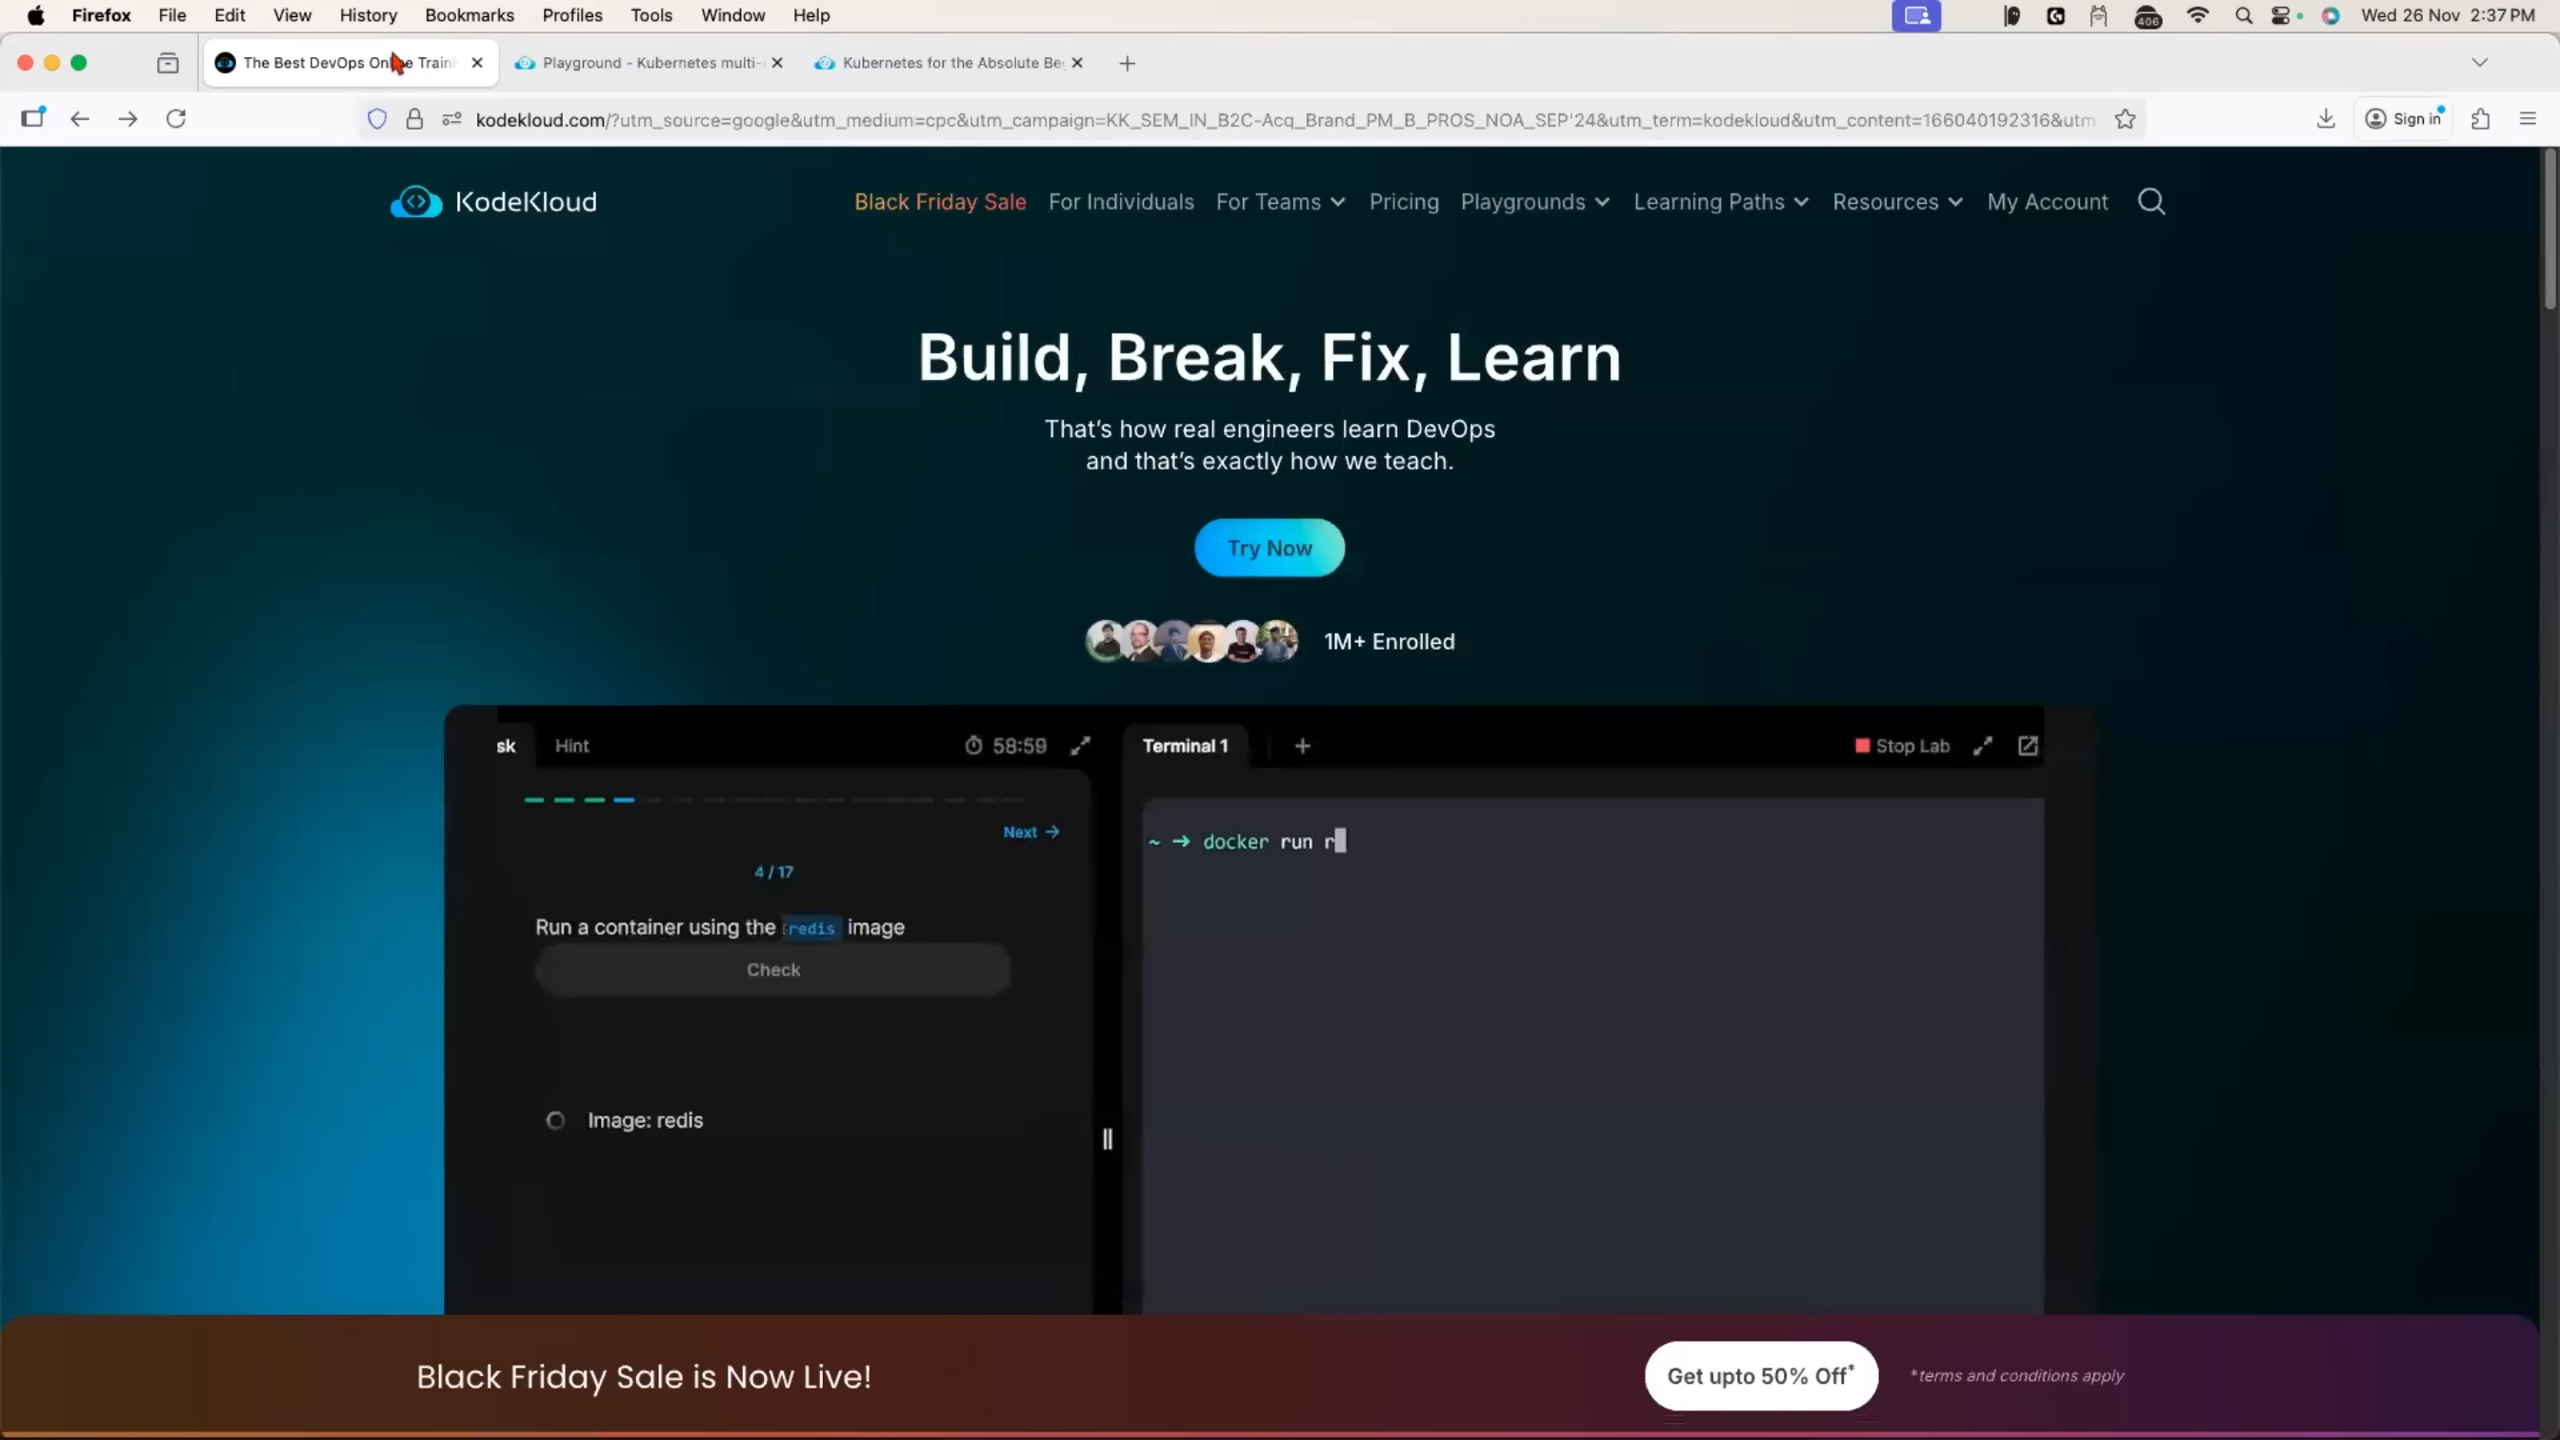 Firefox File Edit View History Bookmarks Profiles Tools Window Help
406
Wed 26 Nov 2:37 PM
The Best DevOps Online Traini
Playground - Kubernetes multi-
Kubernetes for the Absolute Be
kodekloud.com/?utm_source=google&utm_medium=cpc&utm_campaign=KK_SEM_IN_B2C-Acq_Brand_PM_B_PROS_NOA_SEP'24&utm_term=kodekloud&utm_content=166040192316&utm
Sign in
KodeKloud
Black Friday Sale For Individuals For Teams Pricing Playgrounds Learning Paths Resources My Account
Build, Break, Fix, Learn
That's how real engineers learn DevOps
and that's exactly how we teach.
Try Now
1M+ Enrolled
sk Hint 58:59
Terminal 1 + Stop Lab
Next →
4 / 17
Run a container using the redis image
Check
Image: redis
~ → docker run r
Black Friday Sale is Now Live!
Get upto 50% Off*
*terms and conditions apply